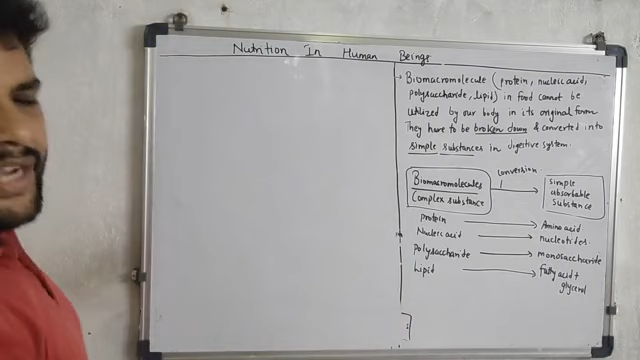 Nutrition In Human Beings
→ Biomacromolecule (protein, nucleic acid,
polysaccharide, Lipid) in food cannot be
utilized by our body in its original form
They have to be broken down & converted into
simple substances in digestive system.
Biomacromolecules
Complex substance
conversion
simple
absorbable
substance
protein → Amino acid
Nucleic acid → nucleotides.
polysaccharide → monosaccharide
Lipid → fatty acid +
glycerol